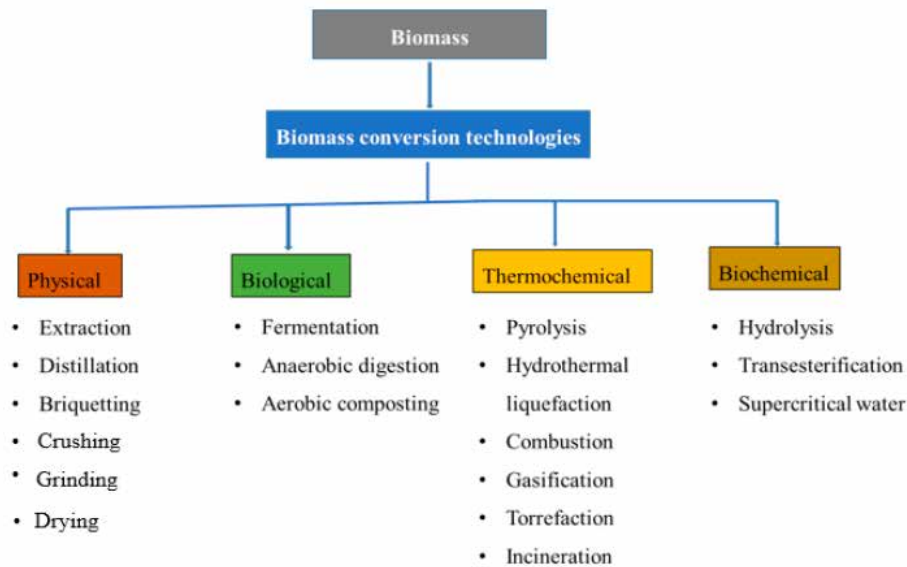 Biomass
Biomass conversion technologies
Physical
• Extraction
• Distillation
• Briquetting
• Crushing
• Grinding
• Drying
Biological
• Fermentation
• Anaerobic digestion
• Aerobic composting
Thermochemical
• Pyrolysis
• Hydrothermal
liquefaction
• Combustion
• Gasification
• Torrefaction
• Incineration
Biochemical
• Hydrolysis
• Transesterification
• Supercritical water